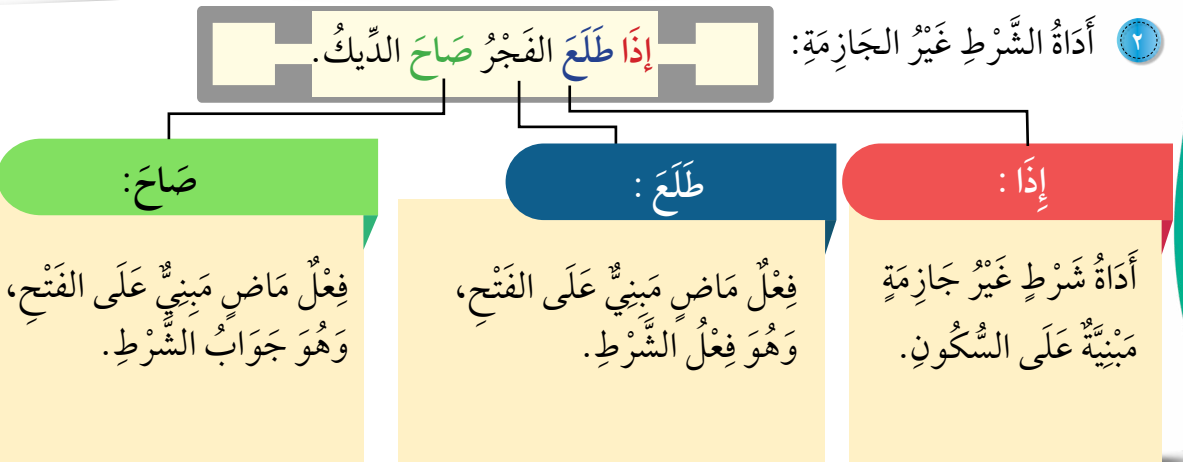 ٢ أَدَاةُ الشَّرْطِ غَيْرُ الجَازِمَةِ:
إِذَا طَلَعَ الفَجْرُ صَاحَ الدِّيكُ.
إِذَا :
أَدَاةُ شَرْطٍ غَيْرُ جَازِمَةٍ
مَبْنِيَّةٌ عَلَى السُّكُونِ.
طَلَعَ :
فِعْلٌ مَاضٍ مَبِنِيٌّ عَلَى الفَتْحِ،
وَهُوَ فِعْلُ الشَّرْطِ.
صَاحَ:
فِعْلٌ مَاضٍ مَبِنِيٌّ عَلَى الفَتْحِ،
وَهُوَ جَوَابُ الشَّرْطِ.